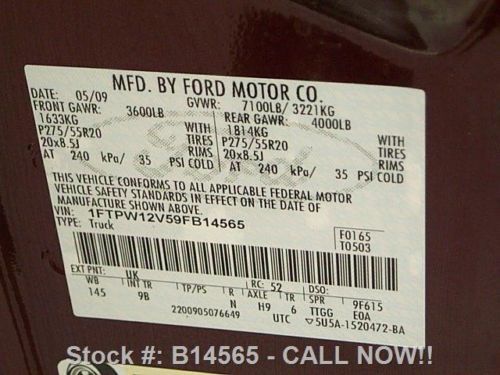 MFD. BY FORD MOTOR CO.
DATE: 05/09 GVWR: 7100LB/ 3221KG
FRONT GAWR: 3600LB REAR GAWR: 4000LB
1633KG WITH 1814KG WITH
P275/55R20 TIRES P275/55R20 TIRES
20x8.5J RIMS 20x8.5J RIMS
AT 240 kPa/ 35 PSI COLD AT 240 kPa/ 35 PSI COLD
THIS VEHICLE CONFORMS TO ALL APPLICABLE FEDERAL MOTOR
VEHICLE SAFETY STANDARDS IN EFFECT ON THE DATE OF
MANUFACTURE SHOWN ABOVE.
VIN: 1FTPW12V59FB14565 F0165
TYPE: Truck T0503
EXT PNT: UK RC: 52 DSO:
WB INT TR TP/PS R AXLE TR SPR 9F615
145 9B N H9 6 TTGG E0A
2200905076649 UTC 5U5A-1520472-BA
Ford
Stock #: B14565 - CALL NOW!!